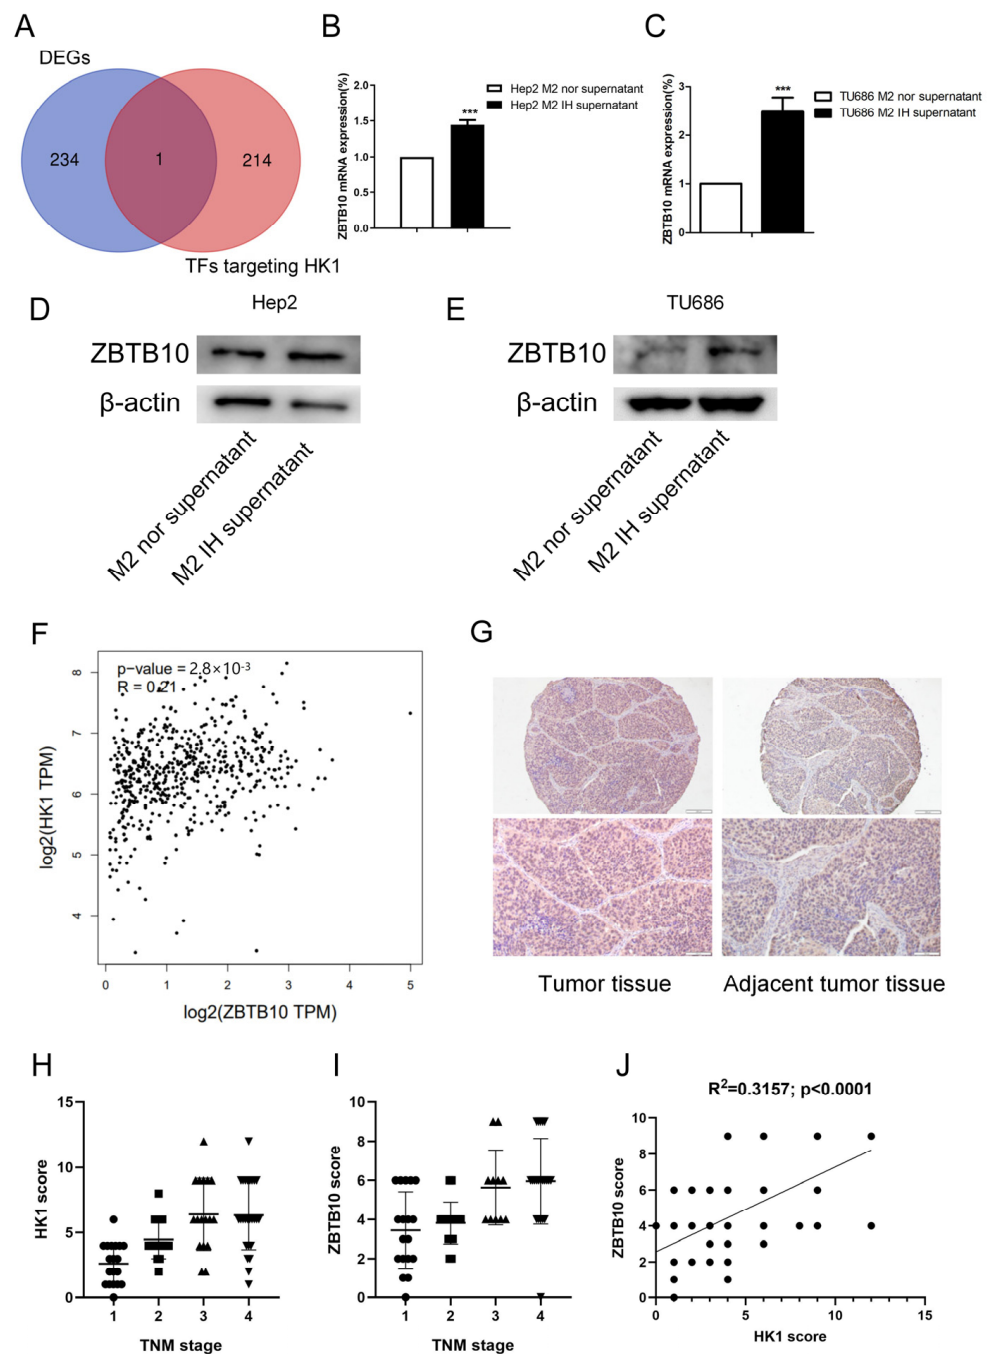 A
DEGs
234
1
214
TFs targeting HK1
B
ZBTB10 mRNA expression(%)
2.0
1.5
1.0
0.5
0.0
***
Hep2 M2 nor supernatant
Hep2 M2 IH supernatant
C
ZBTB10 mRNA expression(%)
3
2
1
0
***
TU686 M2 nor supernatant
TU686 M2 IH supernatant
D
Hep2
ZBTB10
β-actin
M2 nor supernatant
M2 IH supernatant
E
TU686
ZBTB10
β-actin
M2 nor supernatant
M2 IH supernatant
F
p-value = 2.8×10⁻³
R = 0.21
log2(HK1 TPM)
8
7
6
5
4
0 1 2 3 4 5
log2(ZBTB10 TPM)
G
Tumor tissue
Adjacent tumor tissue
H
HK1 score
15
10
5
0
1 2 3 4
TNM stage
I
ZBTB10 score
10
8
6
4
2
0
1 2 3 4
TNM stage
J
R²=0.3157; p<0.0001
ZBTB10 score
10
8
6
4
2
0
0 5 10 15
HK1 score